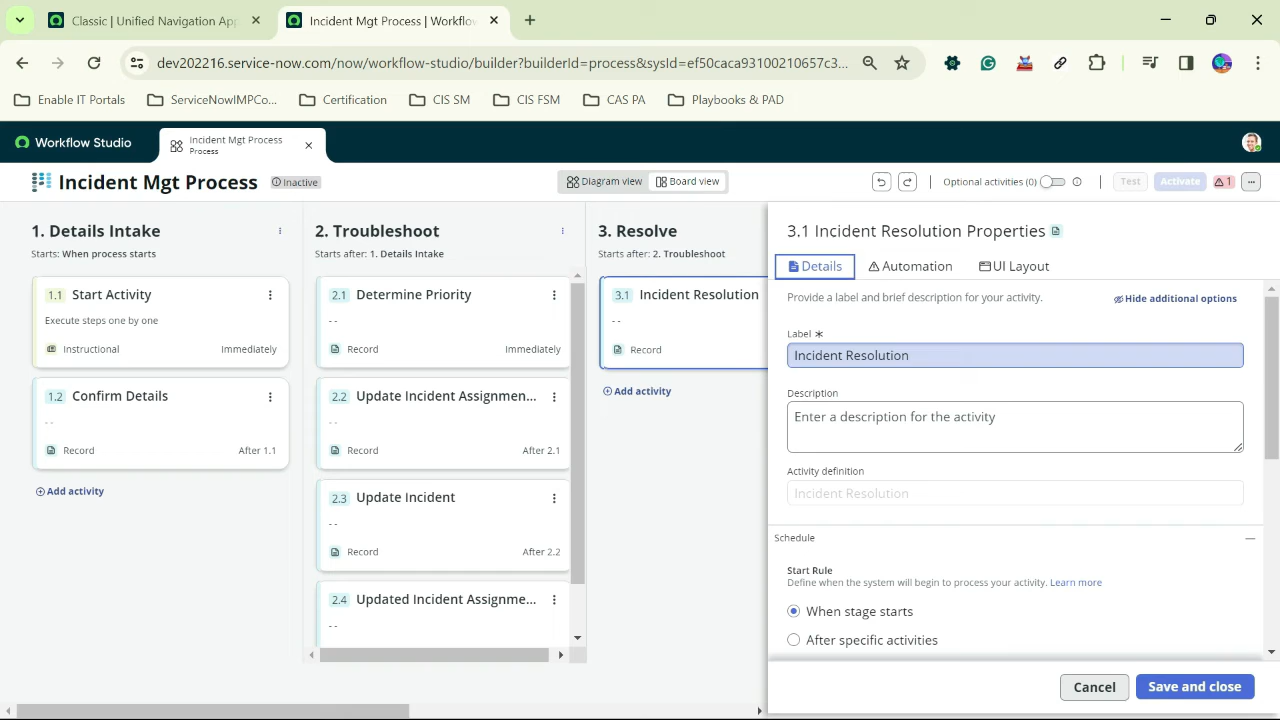 Classic | Unified Navigation App
Incident Mgt Process | Workflow
dev202216.service-now.com/now/workflow-studio/builder?builderId=process&sysId=ef50caca93100210657c3...
Enable IT Portals
ServiceNowIMPCo...
Certification
CIS SM
CIS FSM
CAS PA
Playbooks & PAD
Workflow Studio
Incident Mgt Process
Process
Incident Mgt Process
Inactive
Diagram view
Board view
Optional activities (0)
Test
Activate
1
1. Details Intake
Starts: When process starts
1.1 Start Activity
Execute steps one by one
Instructional
Immediately
1.2 Confirm Details
--
Record
After 1.1
Add activity
2. Troubleshoot
Starts after: 1. Details Intake
2.1 Determine Priority
--
Record
Immediately
2.2 Update Incident Assignmen...
--
Record
After 2.1
2.3 Update Incident
--
Record
After 2.2
2.4 Updated Incident Assignme...
--
3. Resolve
Starts after: 2. Troubleshoot
3.1 Incident Resolution
--
Record
Add activity
3.1 Incident Resolution Properties
Details
Automation
UI Layout
Provide a label and brief description for your activity.
Hide additional options
Label *
Incident Resolution
Description
Enter a description for the activity
Activity definition
Incident Resolution
Schedule
Start Rule
Define when the system will begin to process your activity. Learn more
When stage starts
After specific activities
Cancel
Save and close